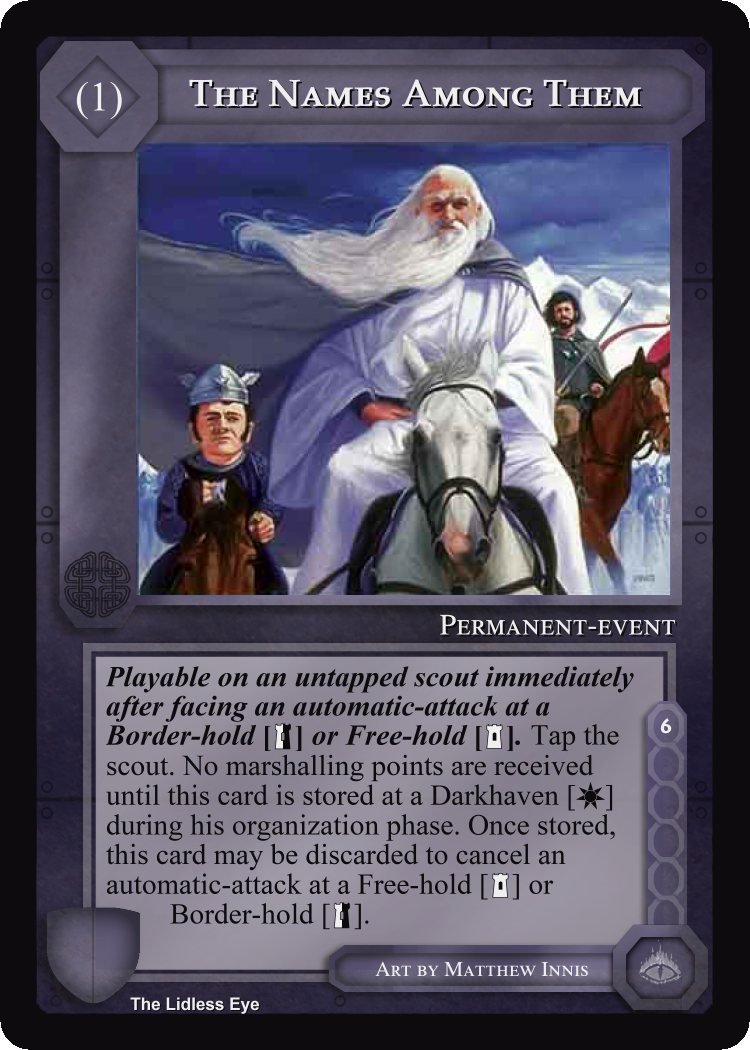 (1)
The Names Among Them
Permanent-event
Playable on an untapped scout immediately
after facing an automatic-attack at a
Border-hold [] or Free-hold []. Tap the
scout. No marshalling points are received
until this card is stored at a Darkhaven []
during his organization phase. Once stored,
this card may be discarded to cancel an
automatic-attack at a Free-hold [] or
Border-hold [].
6
Art by Matthew Innis
The Lidless Eye